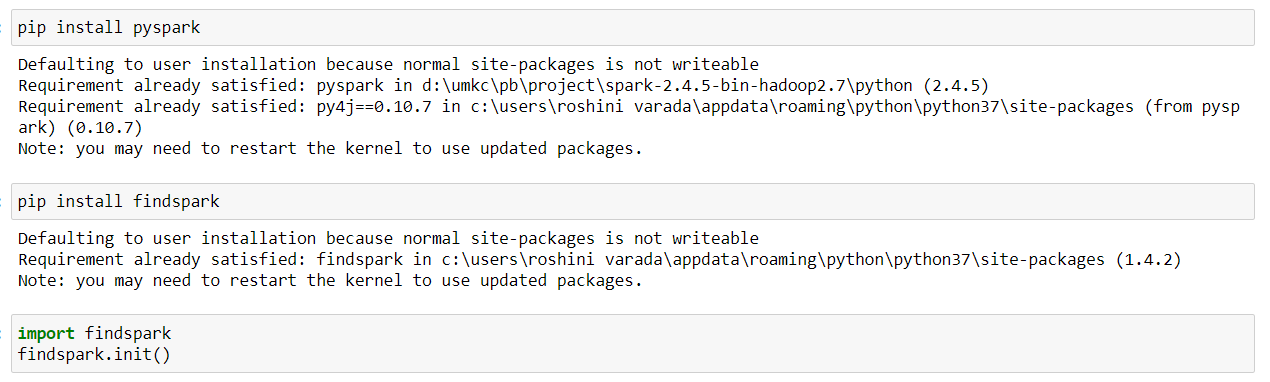 pip install pyspark
Defaulting to user installation because normal site-packages is not writeable
Requirement already satisfied: pyspark in d:\umkc\pb\project\spark-2.4.5-bin-hadoop2.7\python (2.4.5)
Requirement already satisfied: py4j==0.10.7 in c:\users\roshini varada\appdata\roaming\python\python37\site-packages (from pysp
ark) (0.10.7)
Note: you may need to restart the kernel to use updated packages.
pip install findspark
Defaulting to user installation because normal site-packages is not writeable
Requirement already satisfied: findspark in c:\users\roshini varada\appdata\roaming\python\python37\site-packages (1.4.2)
Note: you may need to restart the kernel to use updated packages.
import findspark
findspark.init()